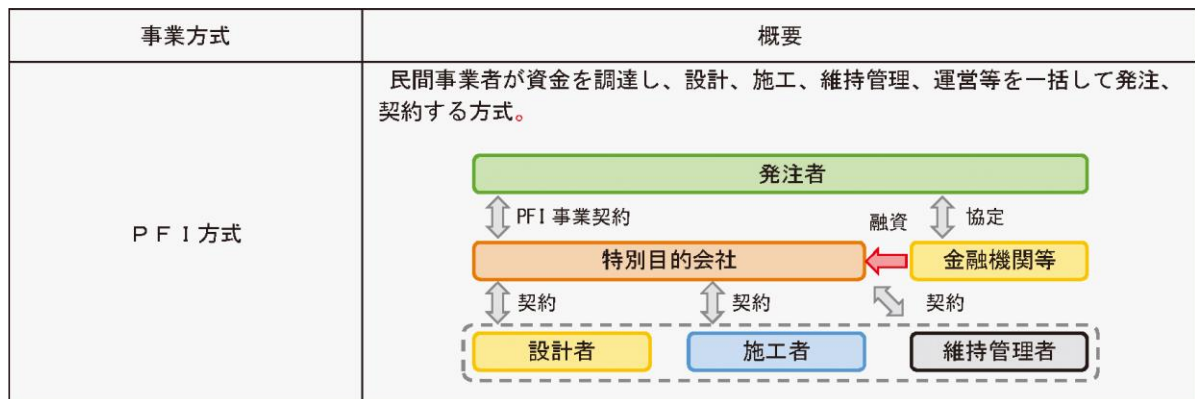 事業方式
概要
民間事業者が資金を調達し、設計、施工、維持管理、運営等を一括して発注、
契約する方式。
ＰＦＩ方式
発注者
PFI 事業契約
融資
協定
特別目的会社
金融機関等
契約
契約
契約
設計者
施工者
維持管理者